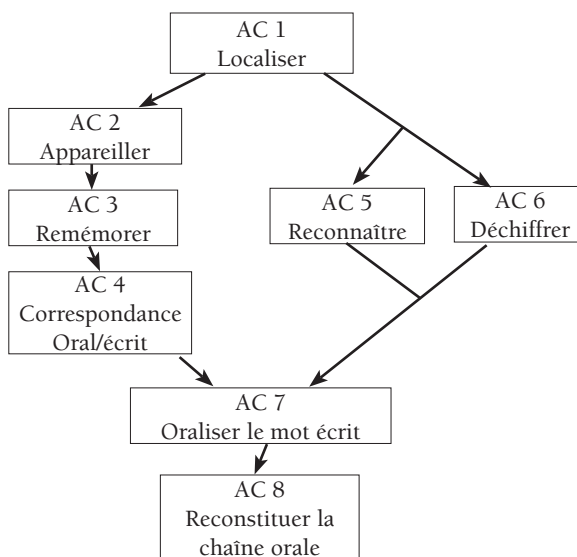 AC 1
Localiser
AC 2
Appareiller
AC 3
Remémorer
AC 4
Correspondance
Oral/écrit
AC 5
Reconnaître
AC 6
Déchiffrer
AC 7
Oraliser le mot écrit
AC 8
Reconstituer la
chaîne orale